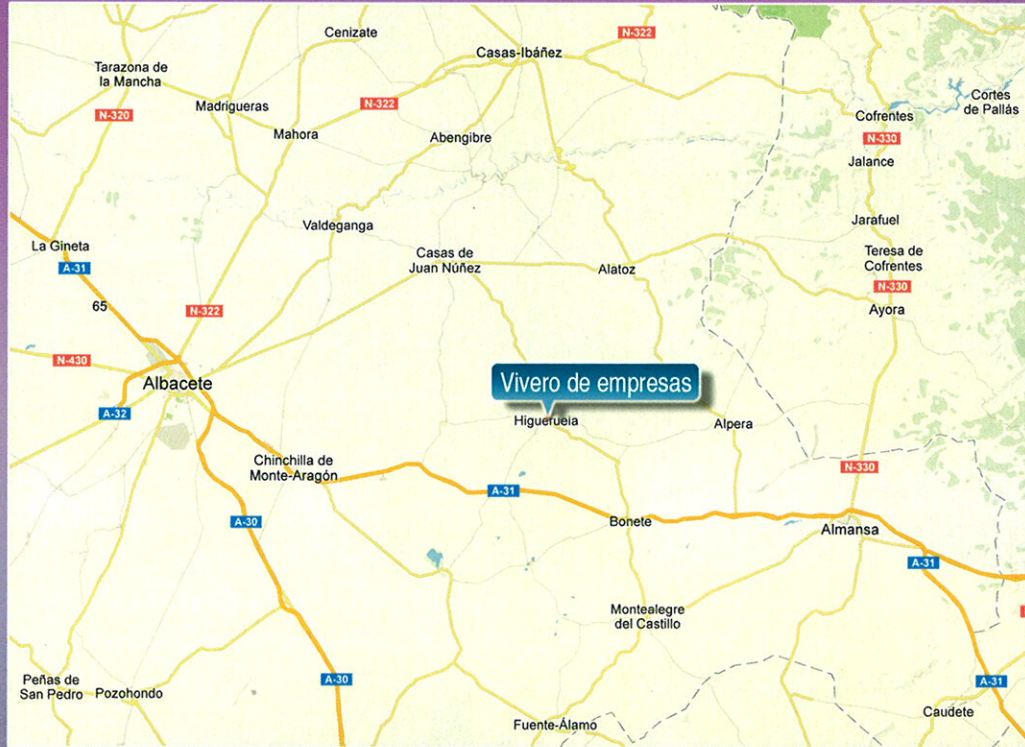 N-322
Cenizate
Casas-Ibáñez
Tarazona de
la Mancha
Madrigueras
N-322
N-320
Mahora
Abengibre
Cortes
de Pallás
Cofrentes
N-330
Jalance
Valdeganga
Jarafuel
La Gineta
A-31
Casas de
Juan Núñez
Alatoz
Teresa de
Cofrentes
N-330
65
N-322
Ayora
N-430
Albacete
A-32
Vivero de empresas
Higueruela
Alpera
Chinchilla de
Monte-Aragón
N-330
A-31
A-30
Bonete
Almansa
A-31
Montealegre
del Castillo
A-30
Peñas de
San Pedro
Pozohondo
A-31
Caudete
Fuente-Álamo